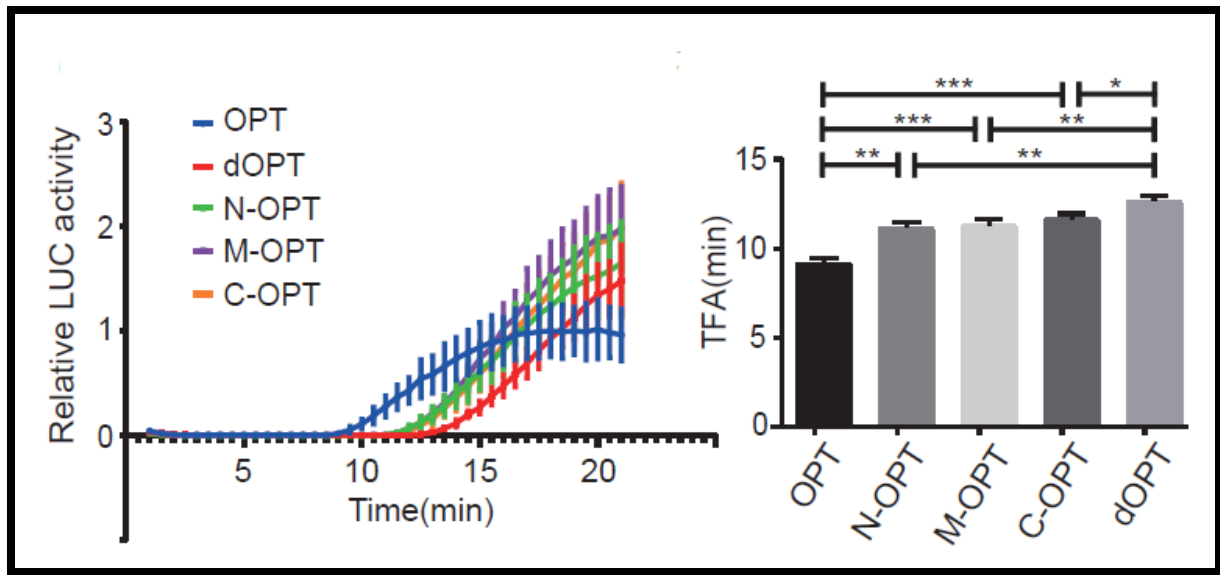 Relative LUC activity
3
2
1
0
OPT
dOPT
N-OPT
M-OPT
C-OPT
5
10
15
20
Time(min)
***
*
***
**
**
**
TFA(min)
15
10
5
0
OPT
N-OPT
M-OPT
C-OPT
dOPT